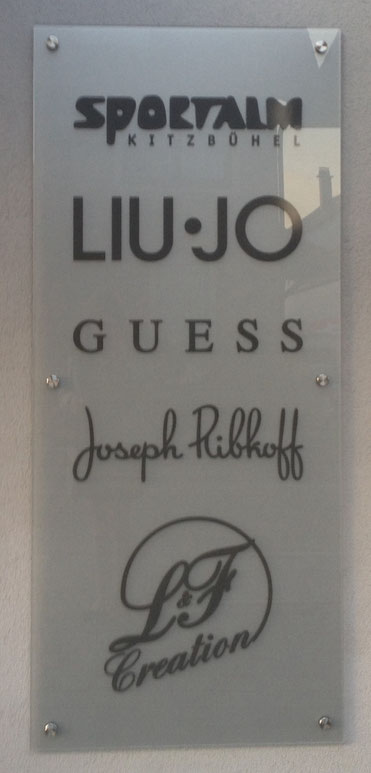 SPORTALM
KITZBÜHEL
LIU·JO
GUESS
Joseph Ribkoff
L&F
Creation